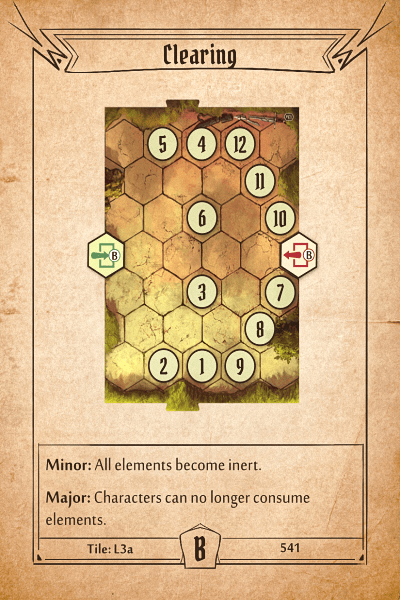 Clearing
5 4 12
11
6 10
B B
3 7
8
2 1 9
Minor: All elements become inert.
Major: Characters can no longer consume
elements.
Tile: L3a B 541